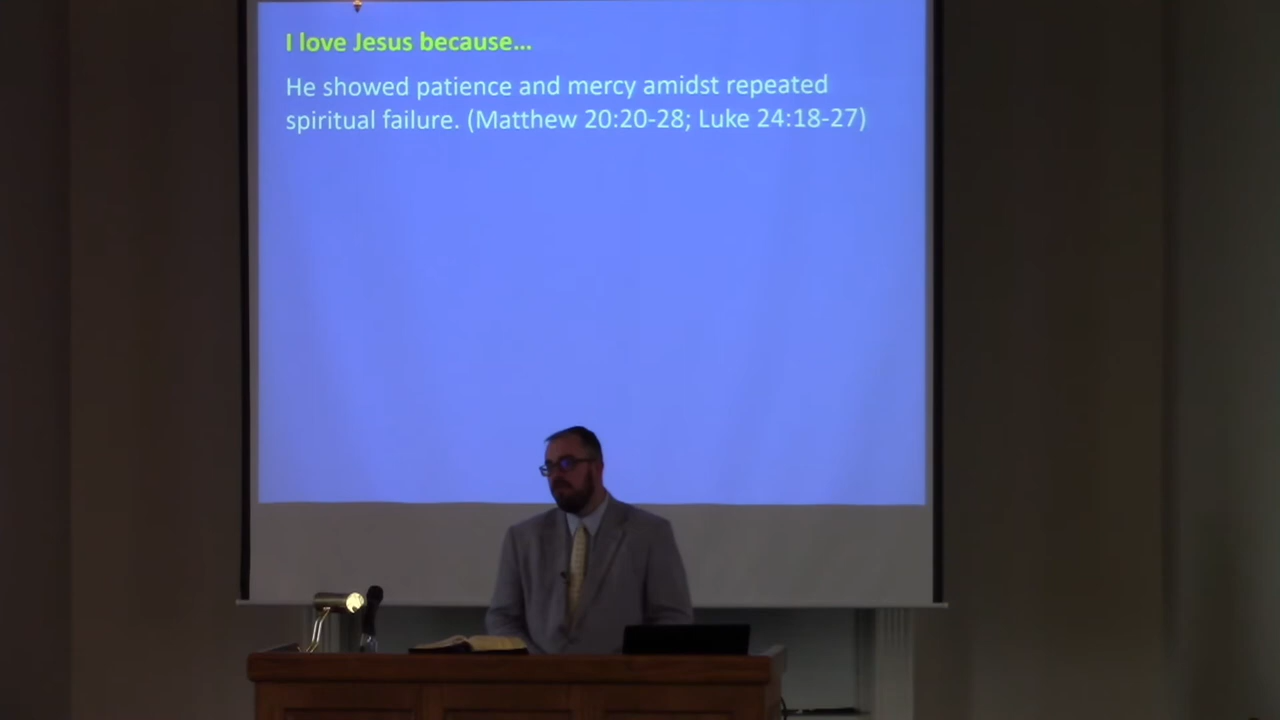 I love Jesus because…
He showed patience and mercy amidst repeated
spiritual failure. (Matthew 20:20-28; Luke 24:18-27)